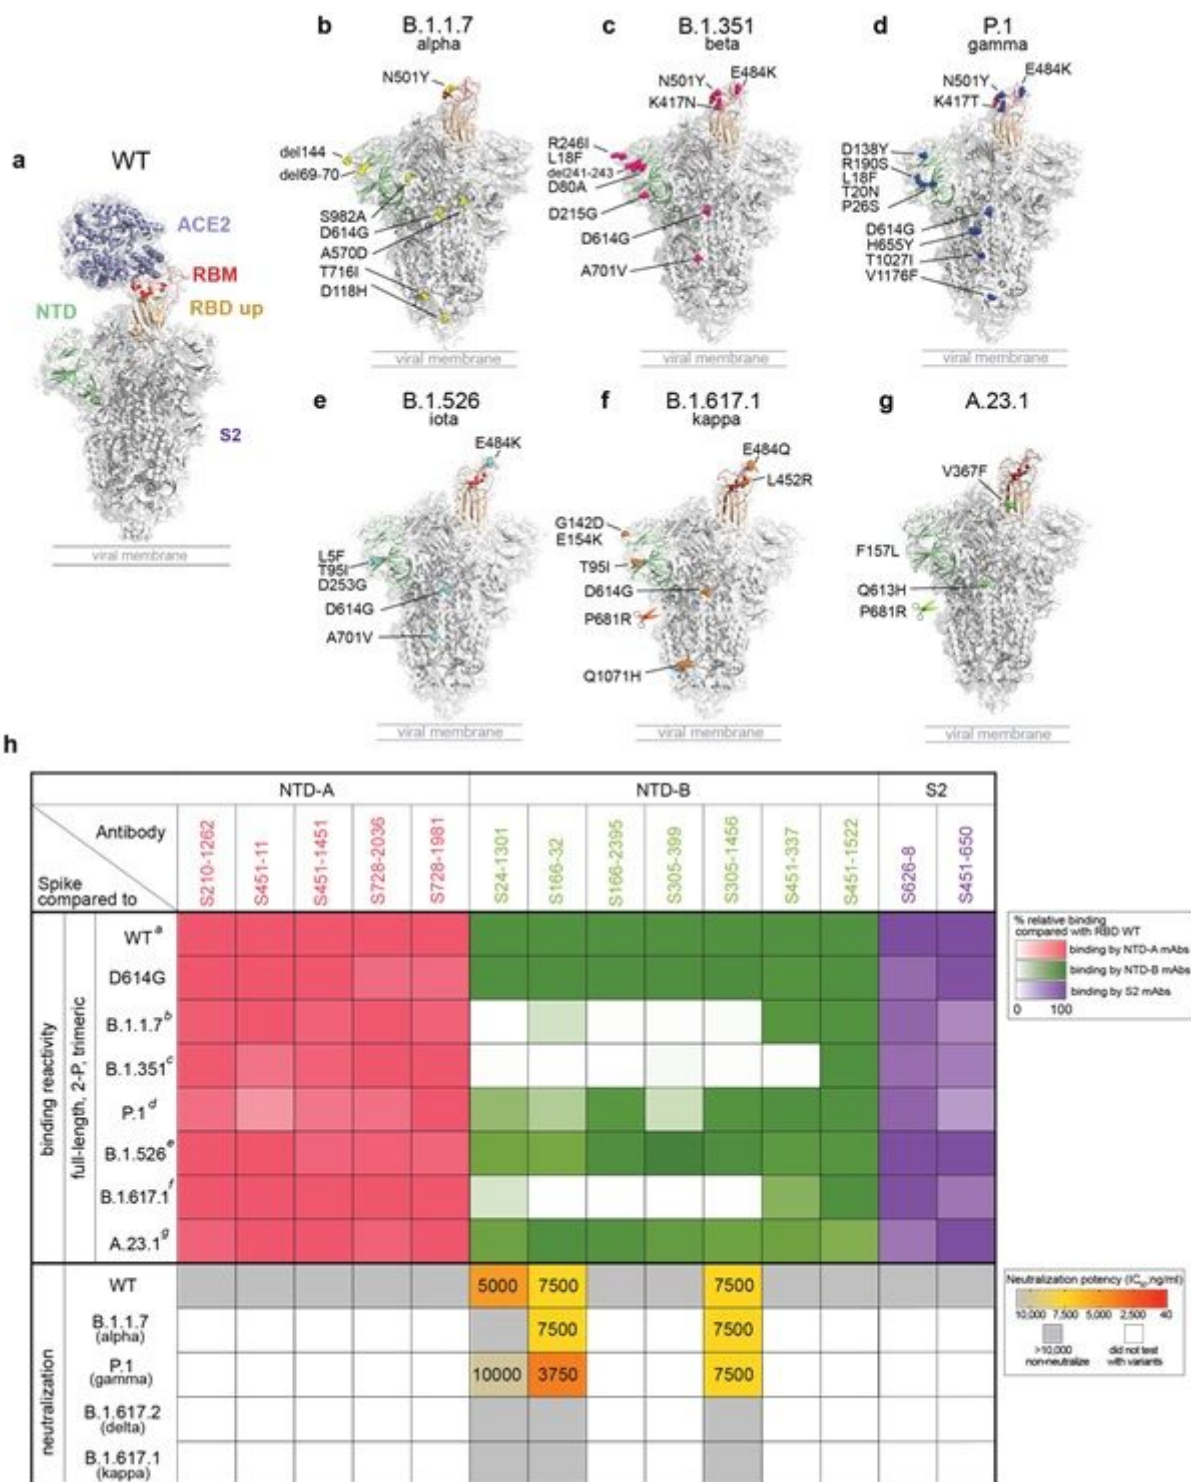 a
WT
ACE2
RBM
NTD
RBD up
S2
viral membrane
b
B.1.1.7
alpha
N501Y
del144
del69-70
S982A
D614G
A570D
T716I
D118H
viral membrane
c
B.1.351
beta
N501Y
E484K
K417N
R246I
L18F
del241-243
D80A
D215G
D614G
A701V
viral membrane
d
P.1
gamma
N501Y
E484K
K417T
D138Y
R190S
L18F
T20N
P26S
D614G
H655Y
T1027I
V1176F
viral membrane
e
B.1.526
iota
E484K
L5F
T95I
D253G
D614G
A701V
viral membrane
f
B.1.617.1
kappa
E484Q
L452R
G142D
E154K
T95I
D614G
P681R
Q1071H
viral membrane
g
A.23.1
V367F
F157L
Q613H
P681R
viral membrane
h
NTD-A NTD-B S2
Antibody
Spike
compared to
S210-1262
S451-11
S451-1451
S728-2036
S728-1981
S24-1301
S166-32
S166-2395
S305-399
S305-1456
S451-337
S451-1522
S626-8
S451-650
binding reactivity
full-length, 2-P, trimeric
WT a
D614G
B.1.1.7 b
B.1.351 c
P.1 d
B.1.526 e
B.1.617.1 f
A.23.1 g
neutralization
WT 5000 7500 7500
B.1.1.7 7500 7500
(alpha)
P.1 10000 3750 7500
(gamma)
B.1.617.2
(delta)
B.1.617.1
(kappa)
% relative binding
compared with RBD WT
binding by NTD-A mAbs
binding by NTD-B mAbs
binding by S2 mAbs
0 100
Neutralization potency (IC50;ng/ml)
10,000 7,500 5,000 2,500 40
>10,000
non-neutralize
did not test
with variants